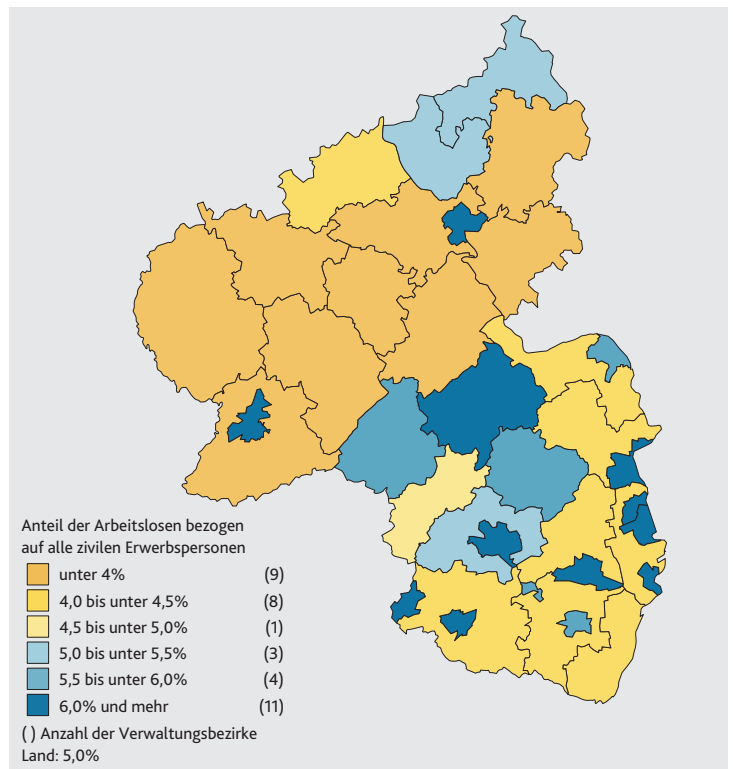 Anteil der Arbeitslosen bezogen
auf alle zivilen Erwerbspersonen
unter 4% (9)
4,0 bis unter 4,5% (8)
4,5 bis unter 5,0% (1)
5,0 bis unter 5,5% (3)
5,5 bis unter 6,0% (4)
6,0% und mehr (11)
( ) Anzahl der Verwaltungsbezirke
Land: 5,0%